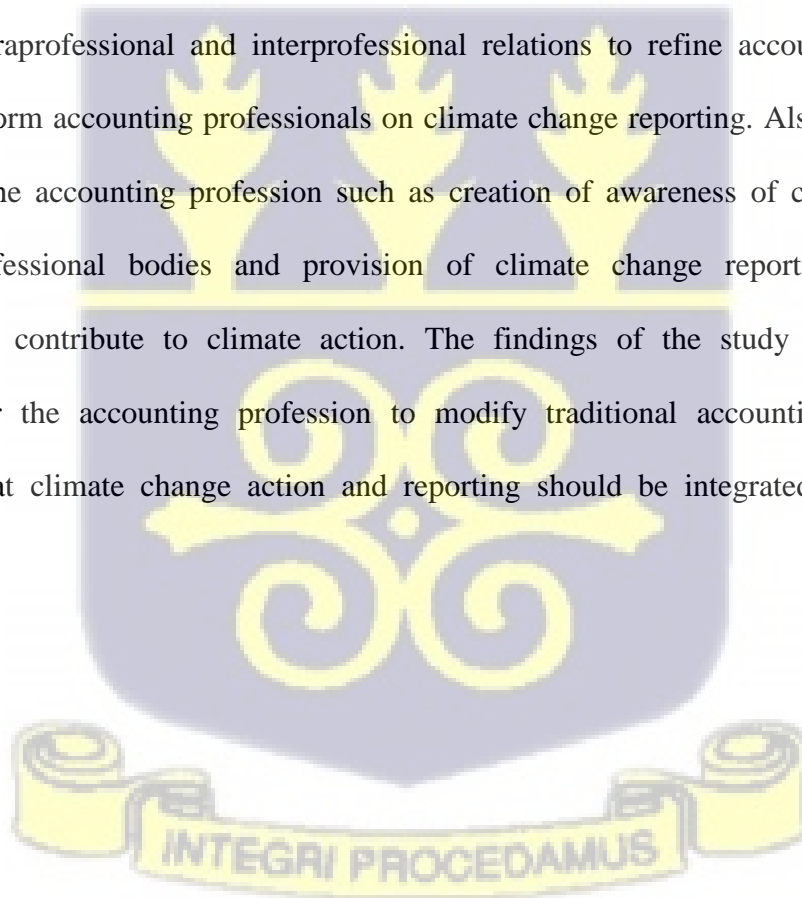 raprofessional and interprofessional relations to refine accou
orm accounting professionals on climate change reporting. Als
ne accounting profession such as creation of awareness of c
fessional bodies and provision of climate change report
contribute to climate action. The findings of the study
r the accounting profession to modify traditional accounti
at climate change action and reporting should be integrated
INTEGRI PROCEDAMUS